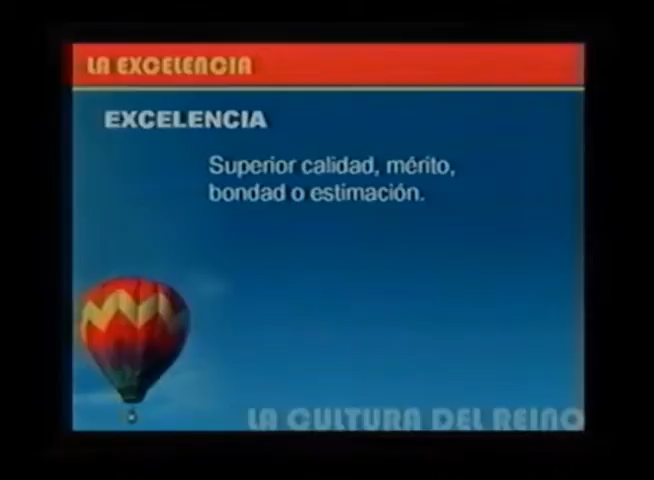 LA EXCELENCIA
EXCELENCIA
Superior calidad, mérito,
bondad o estimación.
LA CULTURA DEL REINO